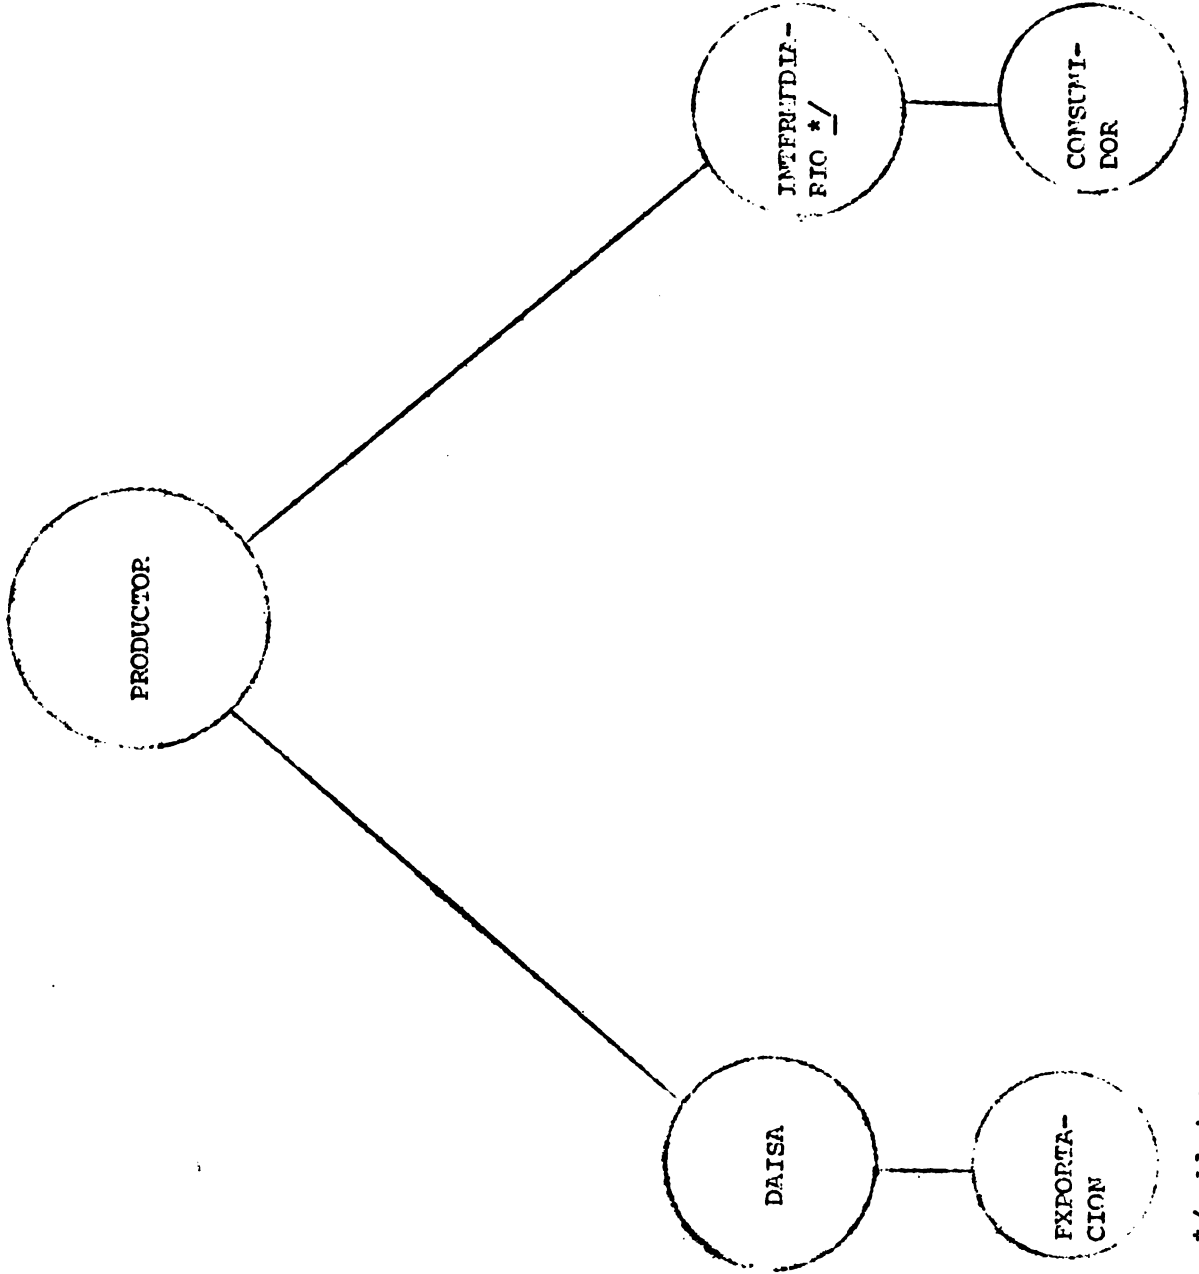 PRODUCTOR
DAISA
EXPORTA-
CION
INTERMEDIA-
RIO */
CONSUMI-
DOR